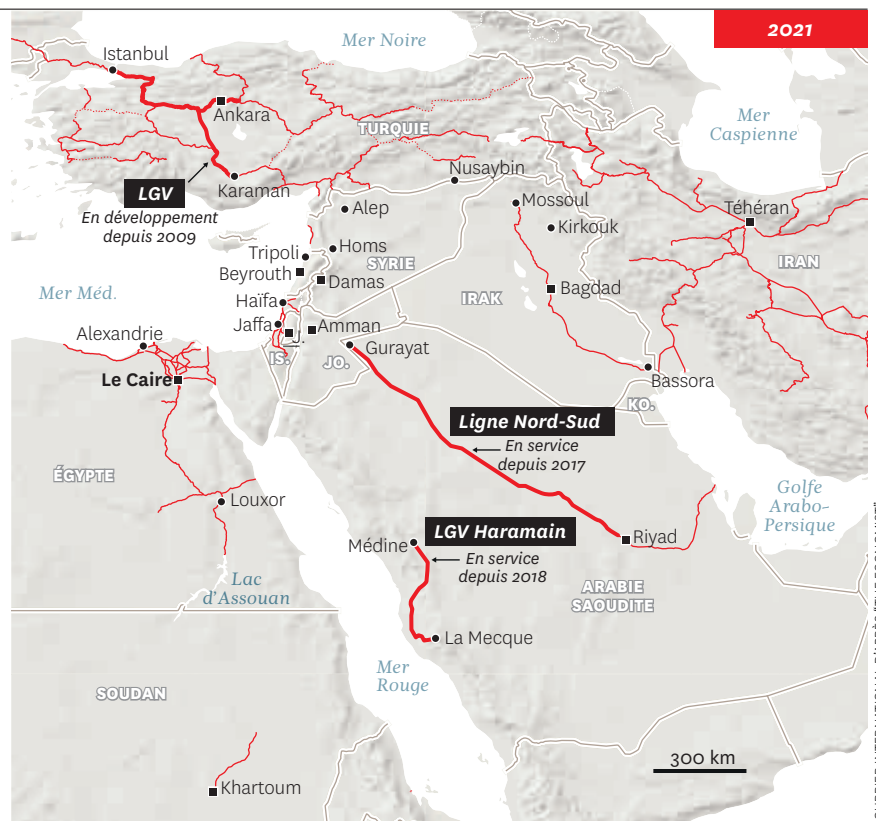 2021
Istanbul
Mer Noire
Ankara
TURQUIE
Mer
Caspienne
LGV
En développement
depuis 2009
Karaman
Nusaybin
Alep
Mossoul
Kirkouk
Téhéran
Tripoli
Homs
Beyrouth
SYRIE
Damas
IRAN
Mer Méd.
Haïfa
IRAK
Bagdad
Jaffa
Amman
Alexandrie
J.
IS.
JO.
Gurayat
Le Caire
Bassora
KO.
Ligne Nord-Sud
En service
depuis 2017
ÉGYPTE
Louxor
Golfe
Arabo-
Persique
LGV Haramain
Médine
En service
depuis 2018
Riyad
Lac
d’Assouan
ARABIE
SAOUDITE
La Mecque
Mer
Rouge
SOUDAN
300 km
Khartoum